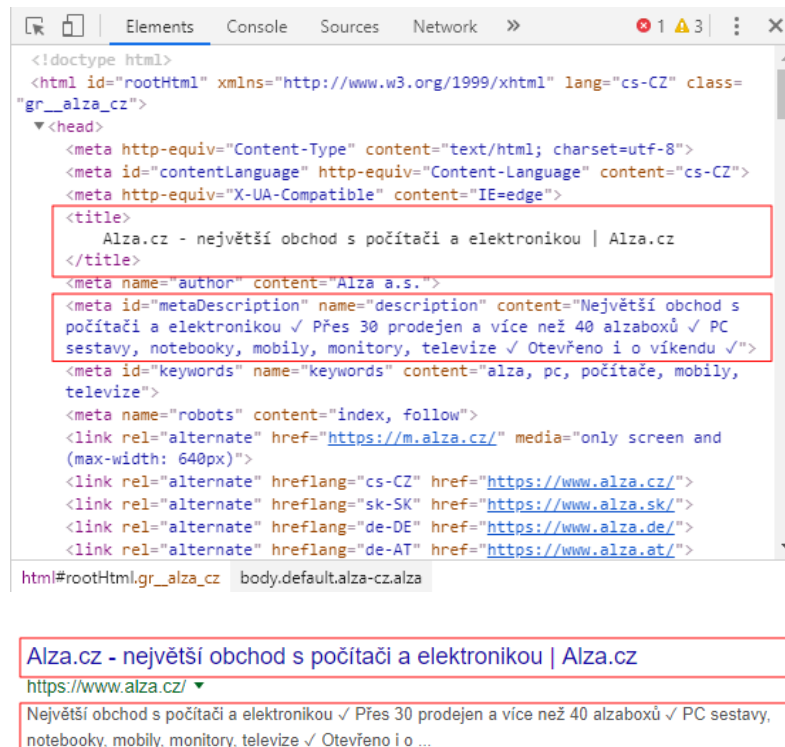 Elements Console Sources Network » 1 3
<!doctype html>
<html id="rootHtml" xmlns="http://www.w3.org/1999/xhtml" lang="cs-CZ" class=
"gr__alza_cz">
▼<head>
<meta http-equiv="Content-Type" content="text/html; charset=utf-8">
<meta id="contentLanguage" http-equiv="Content-Language" content="cs-CZ">
<meta http-equiv="X-UA-Compatible" content="IE=edge">
<title>
Alza.cz - největší obchod s počítači a elektronikou | Alza.cz
</title>
<meta name="author" content="Alza a.s.">
<meta id="metaDescription" name="description" content="Největší obchod s
počítači a elektronikou ✓ Přes 30 prodejen a více než 40 alzaboxů ✓ PC
sestavy, notebooky, mobily, monitory, televize ✓ Otevřeno i o víkendu ✓">
<meta id="keywords" name="keywords" content="alza, pc, počítače, mobily,
televize">
<meta name="robots" content="index, follow">
<link rel="alternate" href="https://m.alza.cz/" media="only screen and
(max-width: 640px)">
<link rel="alternate" hreflang="cs-CZ" href="https://www.alza.cz/">
<link rel="alternate" hreflang="sk-SK" href="https://www.alza.sk/">
<link rel="alternate" hreflang="de-DE" href="https://www.alza.de/">
<link rel="alternate" hreflang="de-AT" href="https://www.alza.at/">
html#rootHtml.gr__alza_cz body.default.alza-cz.alza
Alza.cz - největší obchod s počítači a elektronikou | Alza.cz
https://www.alza.cz/ ▼
Největší obchod s počítači a elektronikou ✓ Přes 30 prodejen a více než 40 alzaboxů ✓ PC sestavy,
notebooky, mobily, monitory, televize ✓ Otevřeno i o ...